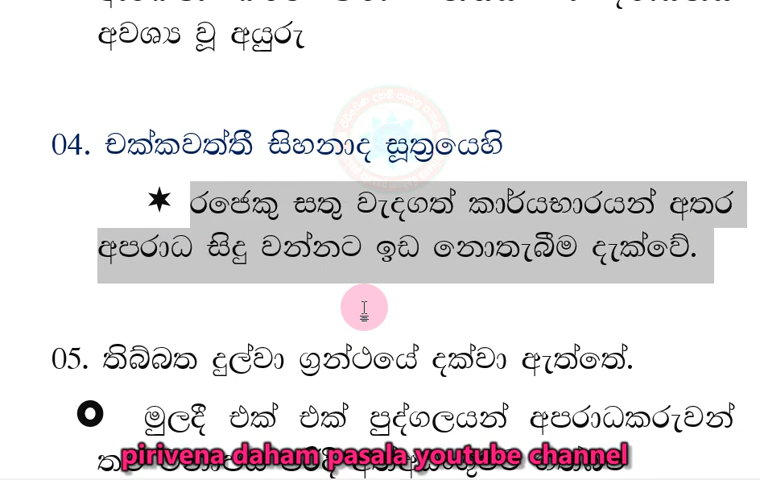 අවශ්‍ය වූ අයුරු
04. චක්කවත්තී සිහනාද සූත්‍රයෙහි
✶ රජෙකු සතු වැදගත් කාර්යභාරයන් අතර
අපරාධ සිදු වන්නට ඉඩ නොතැබීම දැක්වේ.
05. තිබ්බත දුල්වා ග්‍රන්ථයේ දක්වා ඇත්තේ.
මුලදී එක් එක් පුද්ගලයන් අපරාධකරුවන්
pirivena daham pasala youtube channel